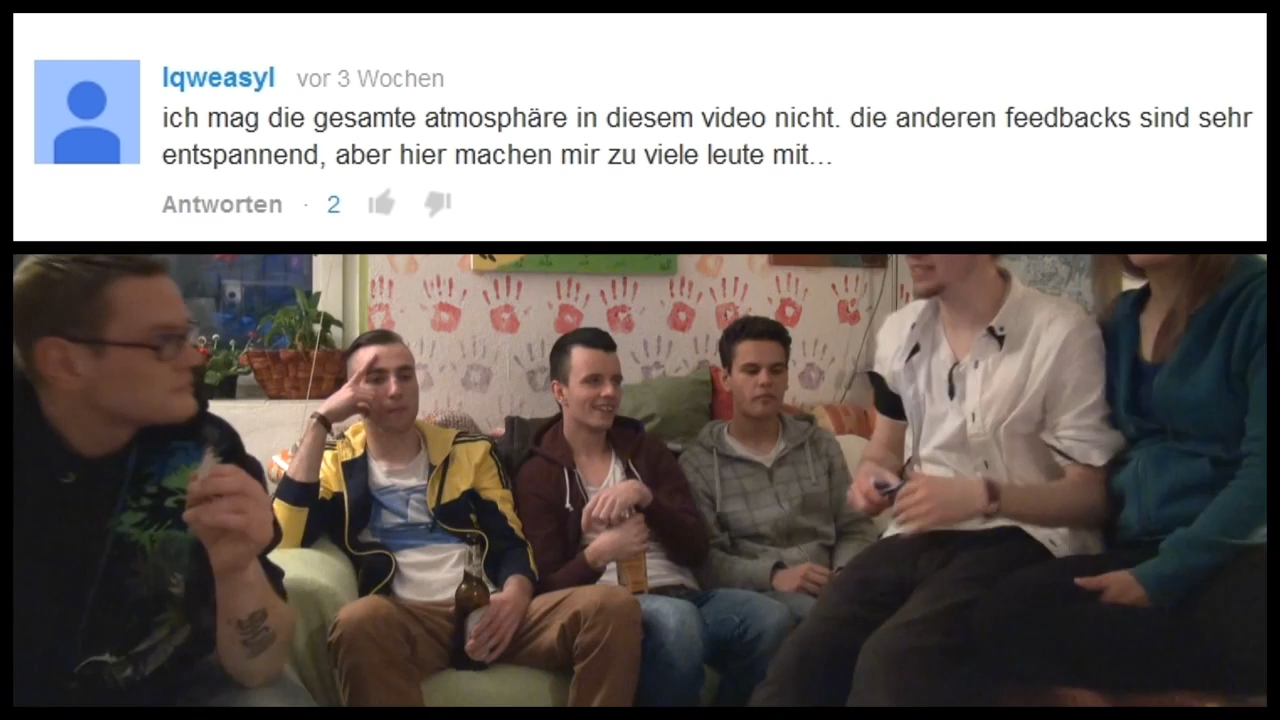 lqweasyl vor 3 Wochen
ich mag die gesamte atmosphäre in diesem video nicht. die anderen feedbacks sind sehr
entspannend, aber hier machen mir zu viele leute mit...
Antworten · 2